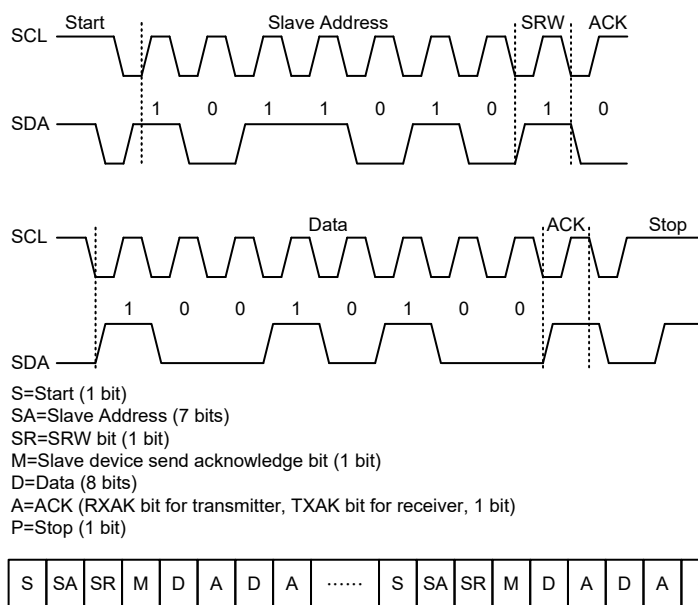 Start Slave Address SRW ACK
SCL
1 0 1 1 0 1 0 1 0
SDA
Data ACK Stop
SCL
1 0 0 1 0 1 0 0
SDA
S=Start (1 bit)
SA=Slave Address (7 bits)
SR=SRW bit (1 bit)
M=Slave device send acknowledge bit (1 bit)
D=Data (8 bits)
A=ACK (RXAK bit for transmitter, TXAK bit for receiver, 1 bit)
P=Stop (1 bit)
S SA SR M D A D A ...... S SA SR M D A D A